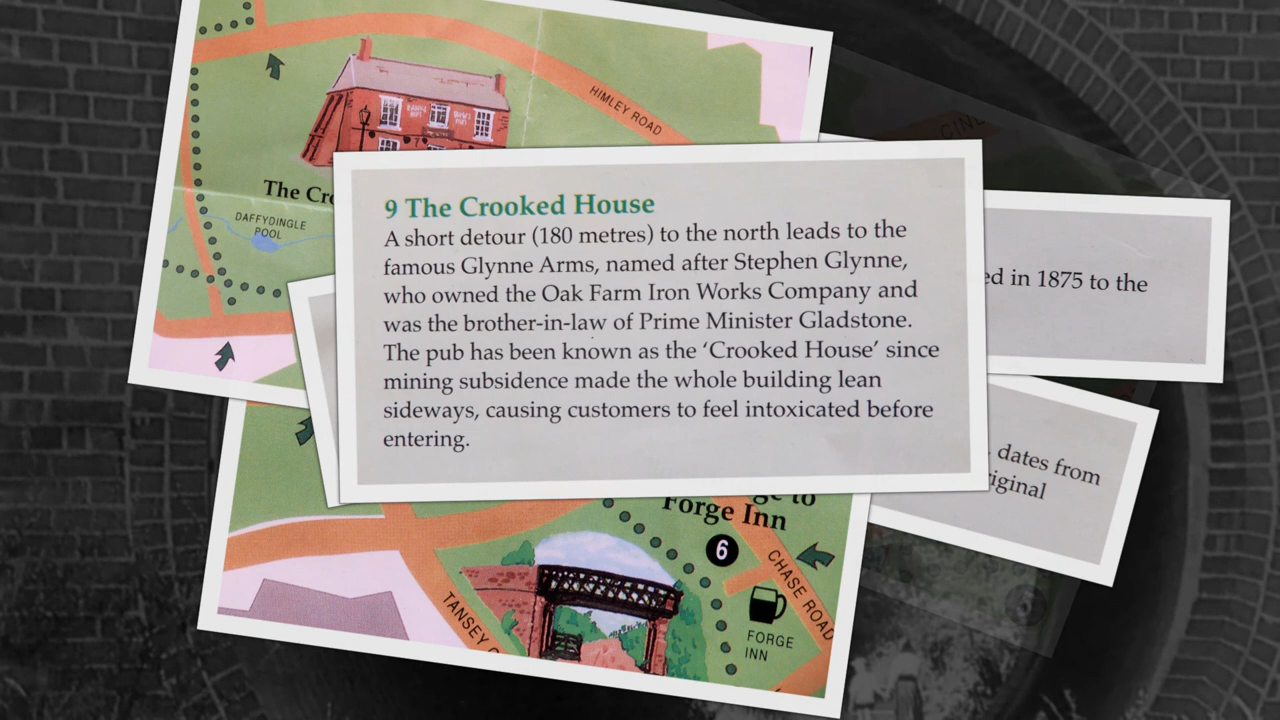 HIMLEY ROAD
The
DAFFYDINGLE
POOL
9 The Crooked House
A short detour (180 metres) to the north leads to the
famous Glynne Arms, named after Stephen Glynne,
who owned the Oak Farm Iron Works Company and
was the brother-in-law of Prime Minister Gladstone.
The pub has been known as the ‘Crooked House’ since
mining subsidence made the whole building lean
sideways, causing customers to feel intoxicated before
entering.
in 1875 to the
dates from
to
Forge Inn
6
CHASE ROAD
TANSEY
FORGE
INN